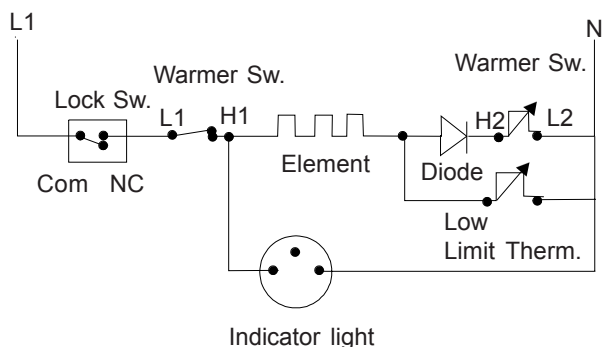 L1
N
Warmer Sw.
Warmer Sw.
Lock Sw.
L1
H1
H2
L2
Element
Diode
Com NC
Low
Limit Therm.
Indicator light